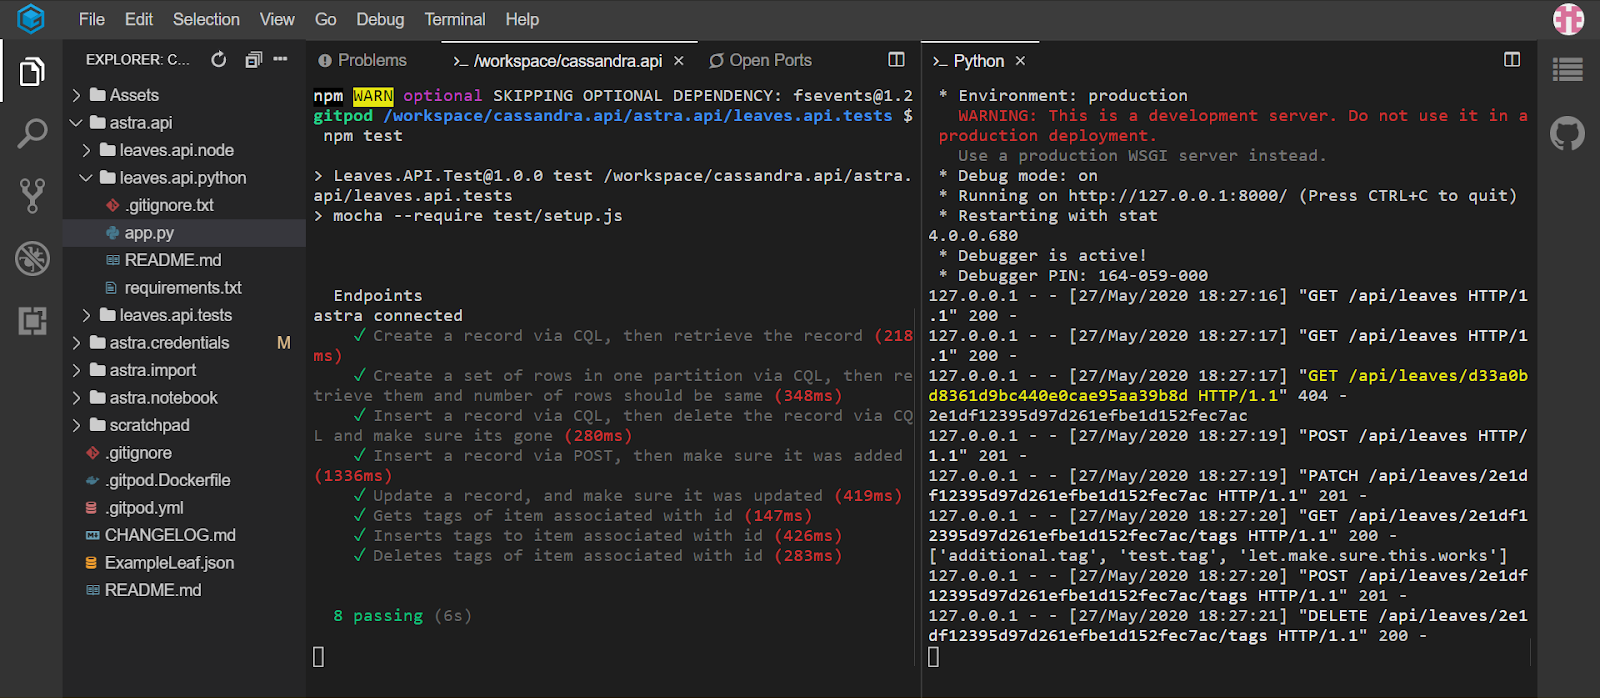 File Edit Selection View Go Debug Terminal Help
EXPLORER: C...
Assets
astra.api
leaves.api.node
leaves.api.python
.gitignore.txt
app.py
README.md
requirements.txt
leaves.api.tests
astra.credentials M
astra.import
astra.notebook
scratchpad
.gitignore
.gitpod.Dockerfile
.gitpod.yml
CHANGELOG.md
ExampleLeaf.json
README.md
Problems >_ /workspace/cassandra.api × Open Ports
npm WARN optional SKIPPING OPTIONAL DEPENDENCY: fsevents@1.2
gitpod /workspace/cassandra.api/astra.api/leaves.api.tests $
npm test
> Leaves.API.Test@1.0.0 test /workspace/cassandra.api/astra.
api/leaves.api.tests
> mocha --require test/setup.js
Endpoints
astra connected
✓ Create a record via CQL, then retrieve the record (218
ms)
✓ Create a set of rows in one partition via CQL, then re
trieve them and number of rows should be same (348ms)
✓ Insert a record via CQL, then delete the record via CQ
L and make sure its gone (280ms)
✓ Insert a record via POST, then make sure it was added
(1336ms)
✓ Update a record, and make sure it was updated (419ms)
✓ Gets tags of item associated with id (147ms)
✓ Inserts tags to item associated with id (426ms)
✓ Deletes tags of item associated with id (283ms)
8 passing (6s)
>_ Python ×
* Environment: production
WARNING: This is a development server. Do not use it in a
production deployment.
Use a production WSGI server instead.
* Debug mode: on
* Running on http://127.0.0.1:8000/ (Press CTRL+C to quit)
* Restarting with stat
4.0.0.680
* Debugger is active!
* Debugger PIN: 164-059-000
127.0.0.1 - - [27/May/2020 18:27:16] "GET /api/leaves HTTP/1
.1" 200 -
127.0.0.1 - - [27/May/2020 18:27:17] "GET /api/leaves HTTP/1
.1" 200 -
127.0.0.1 - - [27/May/2020 18:27:17] "GET /api/leaves/d33a0b
d8361d9bc440e0cae95aa39b8d HTTP/1.1" 404 -
2e1df12395d97d261efbe1d152fec7ac
127.0.0.1 - - [27/May/2020 18:27:19] "POST /api/leaves HTTP/
1.1" 201 -
127.0.0.1 - - [27/May/2020 18:27:19] "PATCH /api/leaves/2e1d
f12395d97d261efbe1d152fec7ac HTTP/1.1" 201 -
127.0.0.1 - - [27/May/2020 18:27:20] "GET /api/leaves/2e1df1
2395d97d261efbe1d152fec7ac/tags HTTP/1.1" 200 -
['additional.tag', 'test.tag', 'let.make.sure.this.works']
127.0.0.1 - - [27/May/2020 18:27:20] "POST /api/leaves/2e1df
12395d97d261efbe1d152fec7ac/tags HTTP/1.1" 201 -
127.0.0.1 - - [27/May/2020 18:27:21] "DELETE /api/leaves/2e1
df12395d97d261efbe1d152fec7ac/tags HTTP/1.1" 200 -